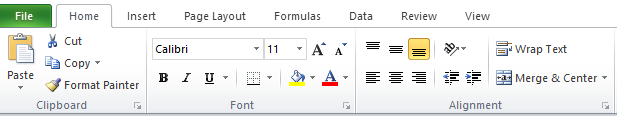 File Home Insert Page Layout Formulas Data Review View
Cut
Calibri 11 A A Wrap Text
Copy
Paste
B I U A Merge & Center
Format Painter
Clipboard Font Alignment